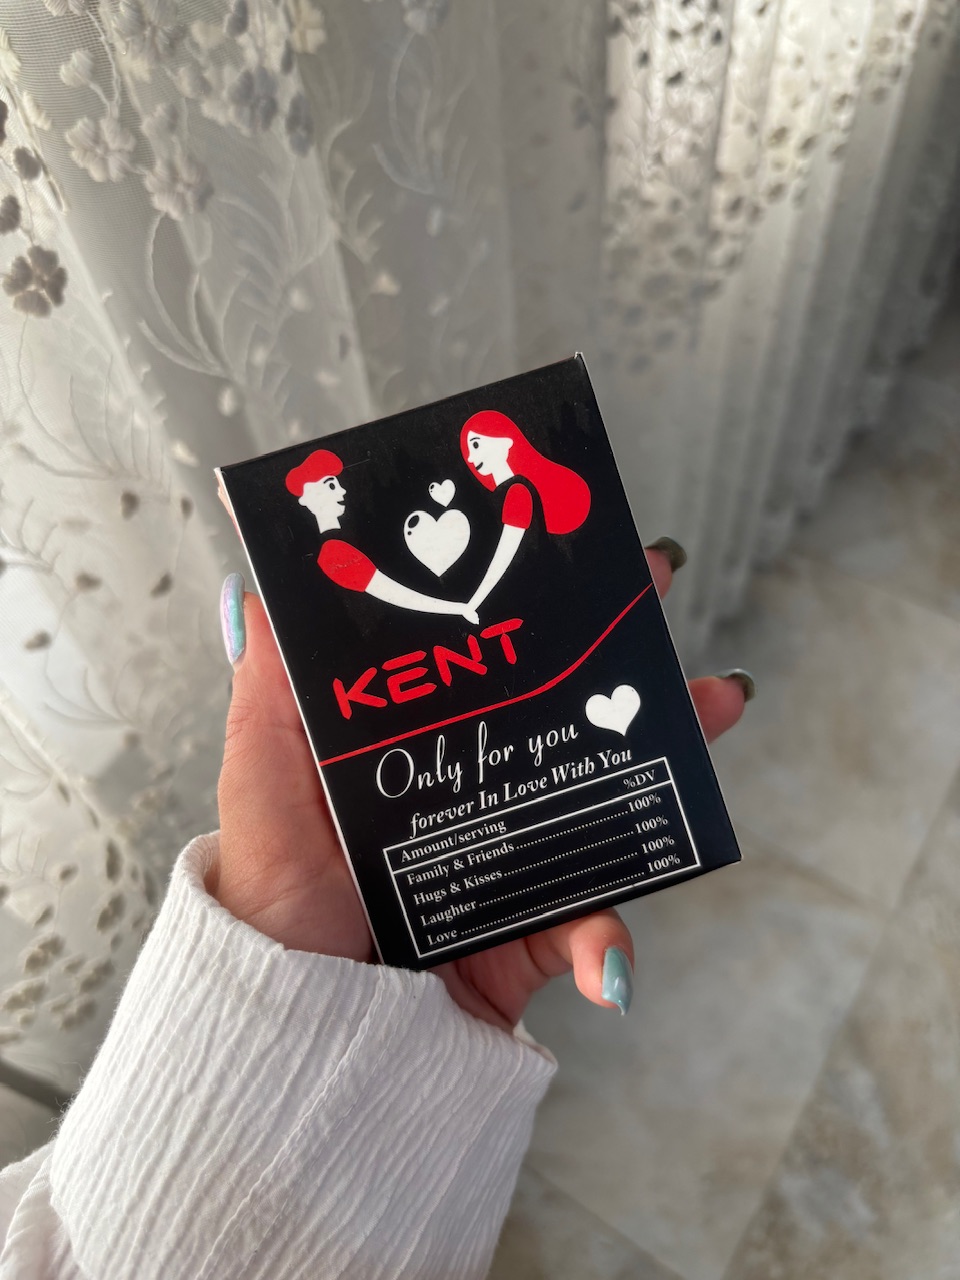 KENT
Only for you
forever In Love With You
Amount/serving %DV
Family & Friends ........................ 100%
Hugs & Kisses ........................ 100%
Laughter ........................ 100%
Love ........................ 100%